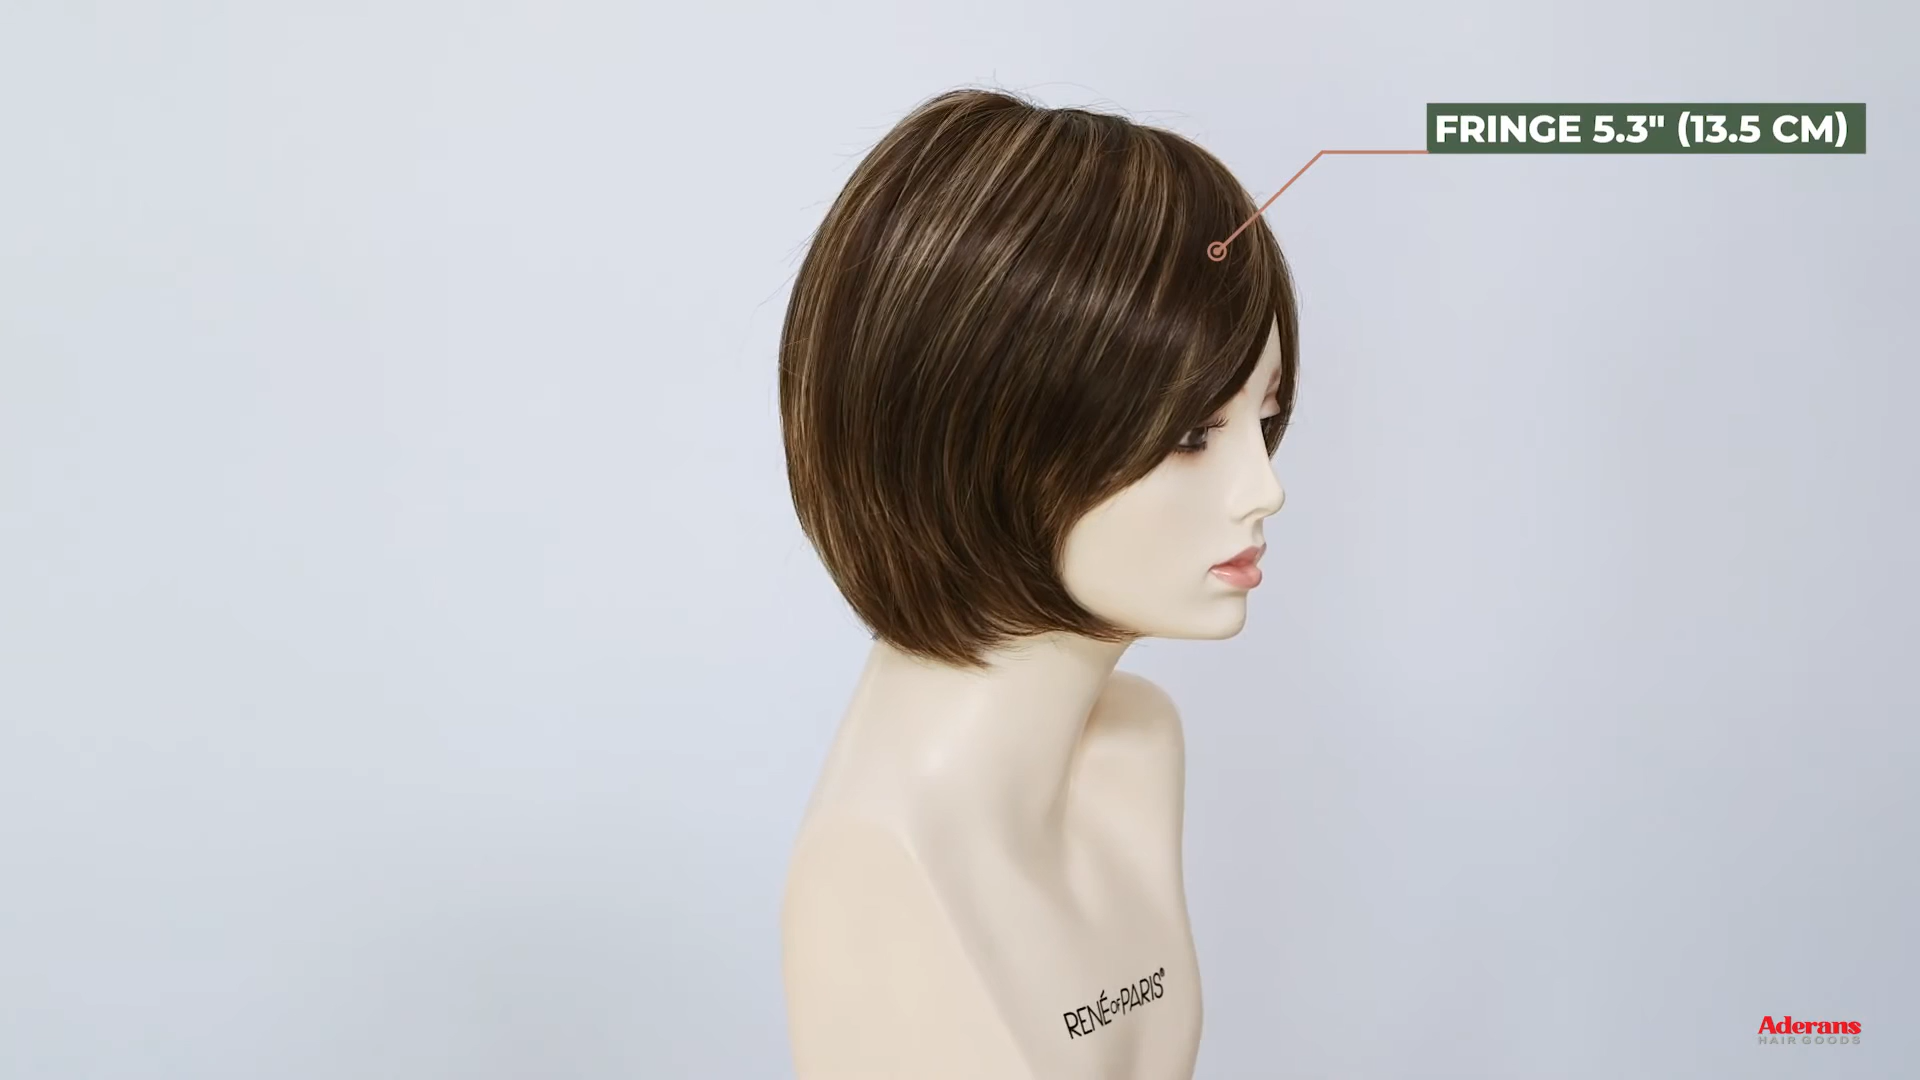 FRINGE 5.3" (13.5 CM)
RENÉ OF PARIS®
Aderans
HAIR GOODS